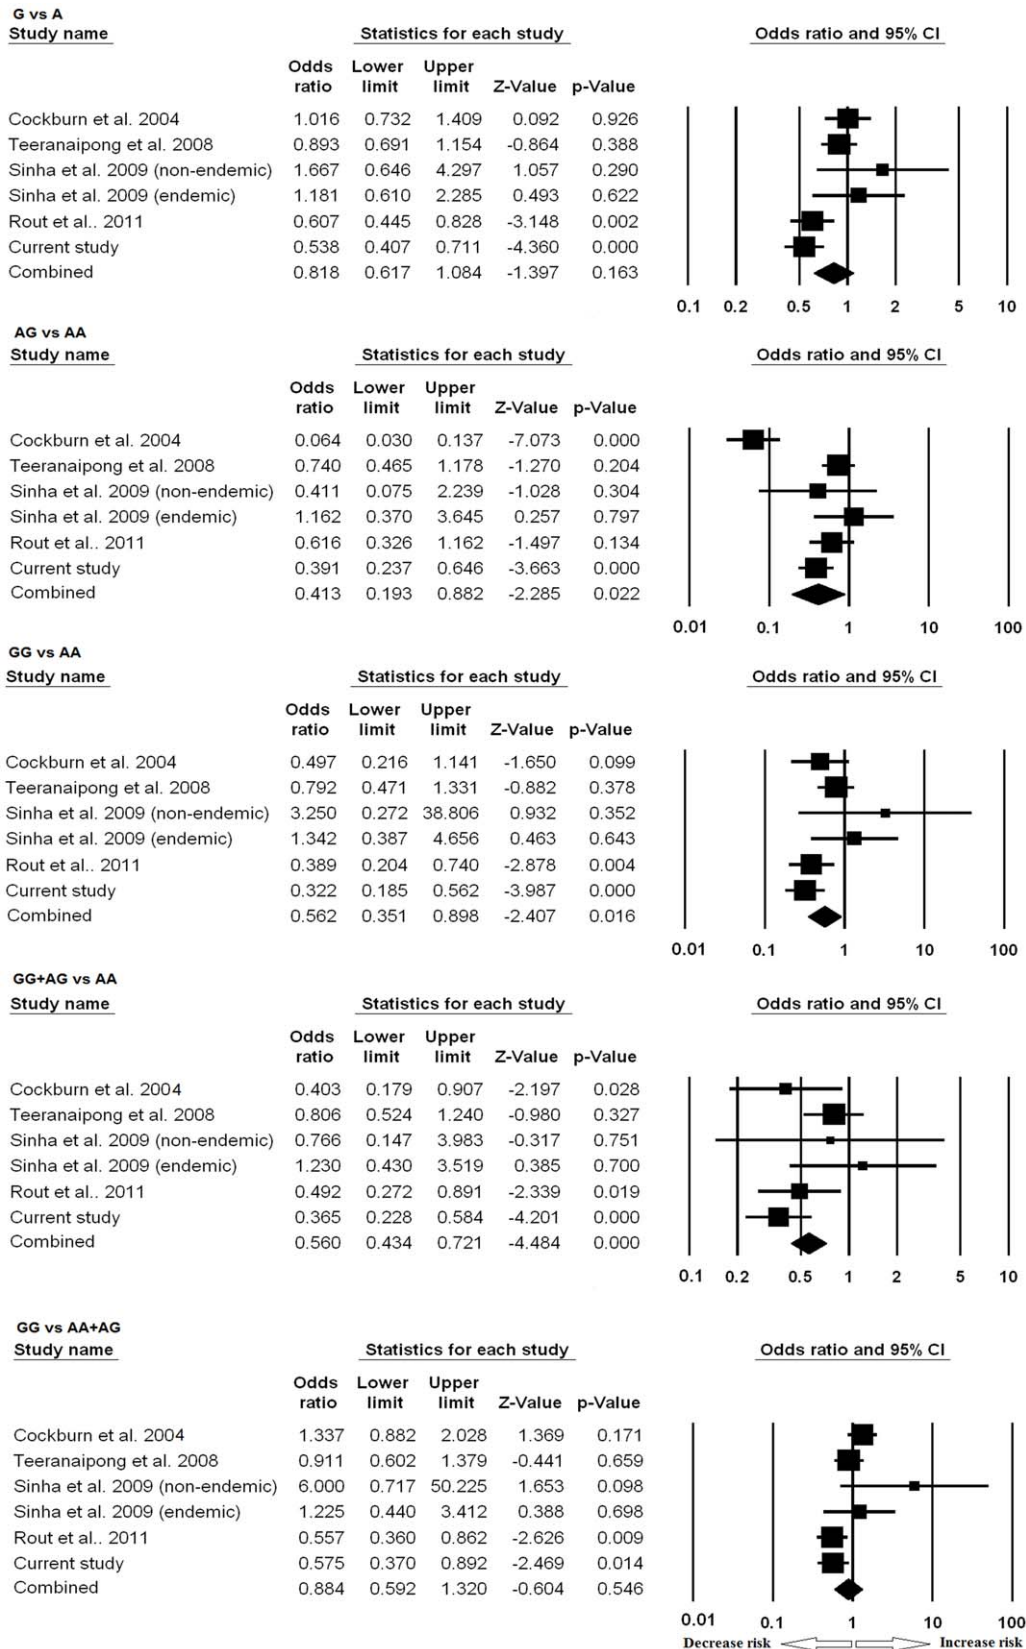 G vs A
Study name Statistics for each study Odds ratio and 95% CI
Odds Lower Upper
ratio limit limit Z-Value p-Value
Cockburn et al. 2004 1.016 0.732 1.409 0.092 0.926
Teeranaipong et al. 2008 0.893 0.691 1.154 -0.864 0.388
Sinha et al. 2009 (non-endemic) 1.667 0.646 4.297 1.057 0.290
Sinha et al. 2009 (endemic) 1.181 0.610 2.285 0.493 0.622
Rout et al.. 2011 0.607 0.445 0.828 -3.148 0.002
Current study 0.538 0.407 0.711 -4.360 0.000
Combined 0.818 0.617 1.084 -1.397 0.163
0.1 0.2 0.5 1 2 5 10
AG vs AA
Study name Statistics for each study Odds ratio and 95% CI
Odds Lower Upper
ratio limit limit Z-Value p-Value
Cockburn et al. 2004 0.064 0.030 0.137 -7.073 0.000
Teeranaipong et al. 2008 0.740 0.465 1.178 -1.270 0.204
Sinha et al. 2009 (non-endemic) 0.411 0.075 2.239 -1.028 0.304
Sinha et al. 2009 (endemic) 1.162 0.370 3.645 0.257 0.797
Rout et al.. 2011 0.616 0.326 1.162 -1.497 0.134
Current study 0.391 0.237 0.646 -3.663 0.000
Combined 0.413 0.193 0.882 -2.285 0.022
0.01 0.1 1 10 100
GG vs AA
Study name Statistics for each study Odds ratio and 95% CI
Odds Lower Upper
ratio limit limit Z-Value p-Value
Cockburn et al. 2004 0.497 0.216 1.141 -1.650 0.099
Teeranaipong et al. 2008 0.792 0.471 1.331 -0.882 0.378
Sinha et al. 2009 (non-endemic) 3.250 0.272 38.806 0.932 0.352
Sinha et al. 2009 (endemic) 1.342 0.387 4.656 0.463 0.643
Rout et al.. 2011 0.389 0.204 0.740 -2.878 0.004
Current study 0.322 0.185 0.562 -3.987 0.000
Combined 0.562 0.351 0.898 -2.407 0.016
0.01 0.1 1 10 100
GG+AG vs AA
Study name Statistics for each study Odds ratio and 95% CI
Odds Lower Upper
ratio limit limit Z-Value p-Value
Cockburn et al. 2004 0.403 0.179 0.907 -2.197 0.028
Teeranaipong et al. 2008 0.806 0.524 1.240 -0.980 0.327
Sinha et al. 2009 (non-endemic) 0.766 0.147 3.983 -0.317 0.751
Sinha et al. 2009 (endemic) 1.230 0.430 3.519 0.385 0.700
Rout et al.. 2011 0.492 0.272 0.891 -2.339 0.019
Current study 0.365 0.228 0.584 -4.201 0.000
Combined 0.560 0.434 0.721 -4.484 0.000
0.1 0.2 0.5 1 2 5 10
GG vs AA+AG
Study name Statistics for each study Odds ratio and 95% CI
Odds Lower Upper
ratio limit limit Z-Value p-Value
Cockburn et al. 2004 1.337 0.882 2.028 1.369 0.171
Teeranaipong et al. 2008 0.911 0.602 1.379 -0.441 0.659
Sinha et al. 2009 (non-endemic) 6.000 0.717 50.225 1.653 0.098
Sinha et al. 2009 (endemic) 1.225 0.440 3.412 0.388 0.698
Rout et al.. 2011 0.557 0.360 0.862 -2.626 0.009
Current study 0.575 0.370 0.892 -2.469 0.014
Combined 0.884 0.592 1.320 -0.604 0.546
0.01 0.1 1 10 100
Decrease risk Increase risk